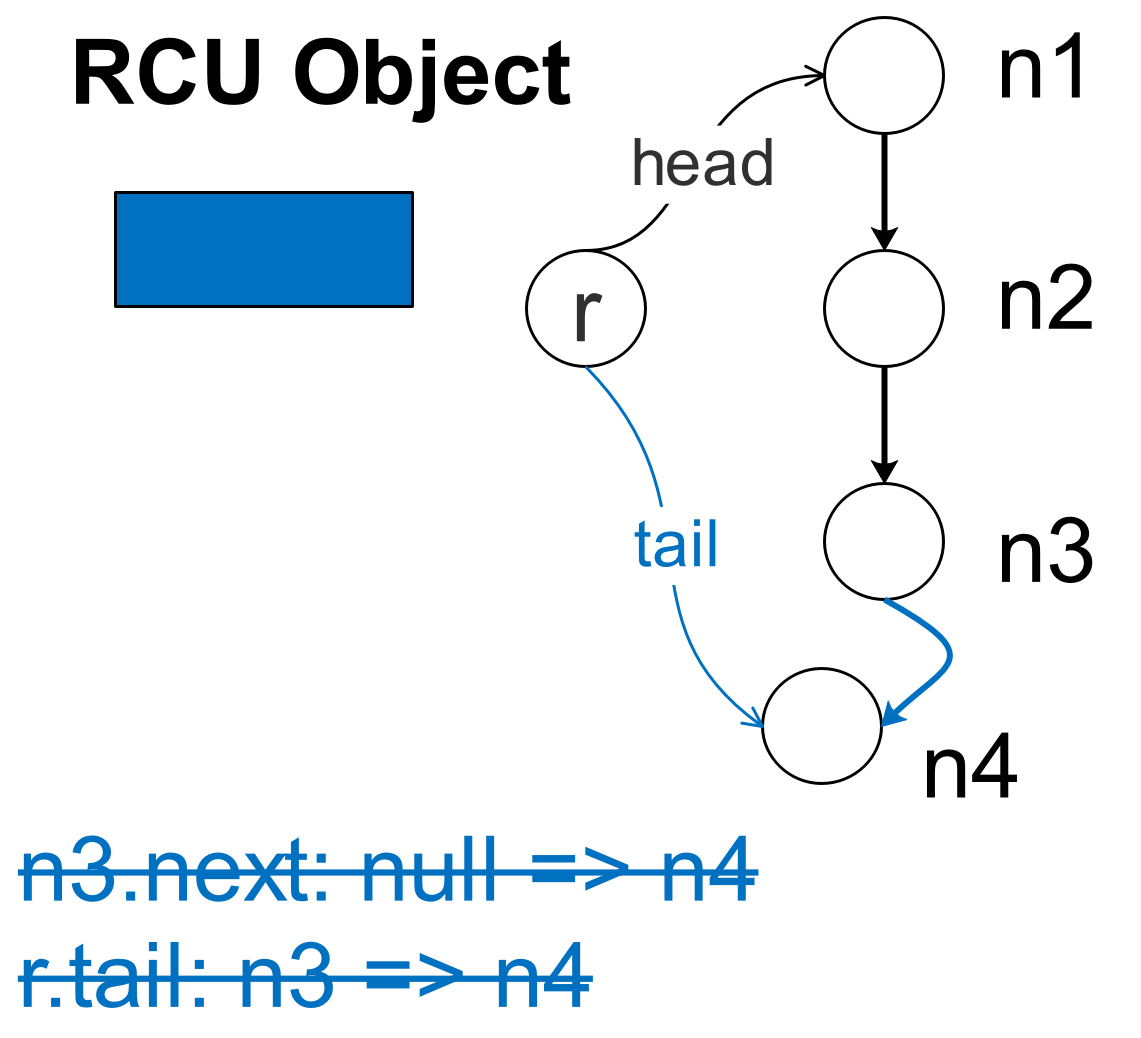 RCU Object
n1
head
n2
r
tail
n3
n4
n3.next: null => n4
r.tail: n3 => n4